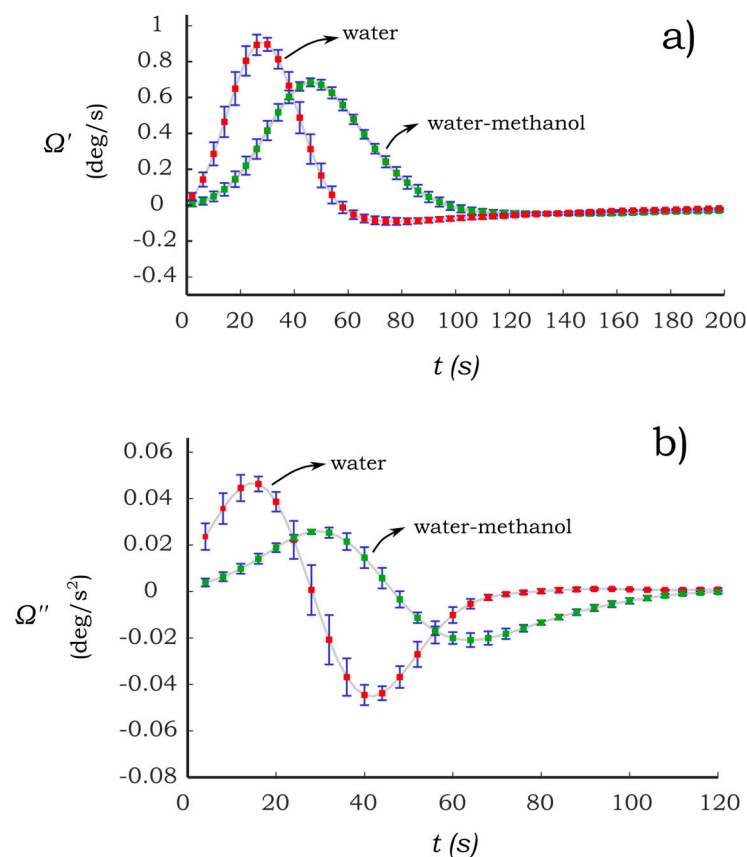 a)
1
0.8
0.6
0.4
0.2
0
-0.2
-0.4
Ω′
(deg/s)
water
water-methanol
0 20 40 60 80 100 120 140 160 180 200
t (s)
b)
0.06
0.04
0.02
0
-0.02
-0.04
-0.06
-0.08
Ω″
(deg/s²)
water
water-methanol
0 20 40 60 80 100 120
t (s)